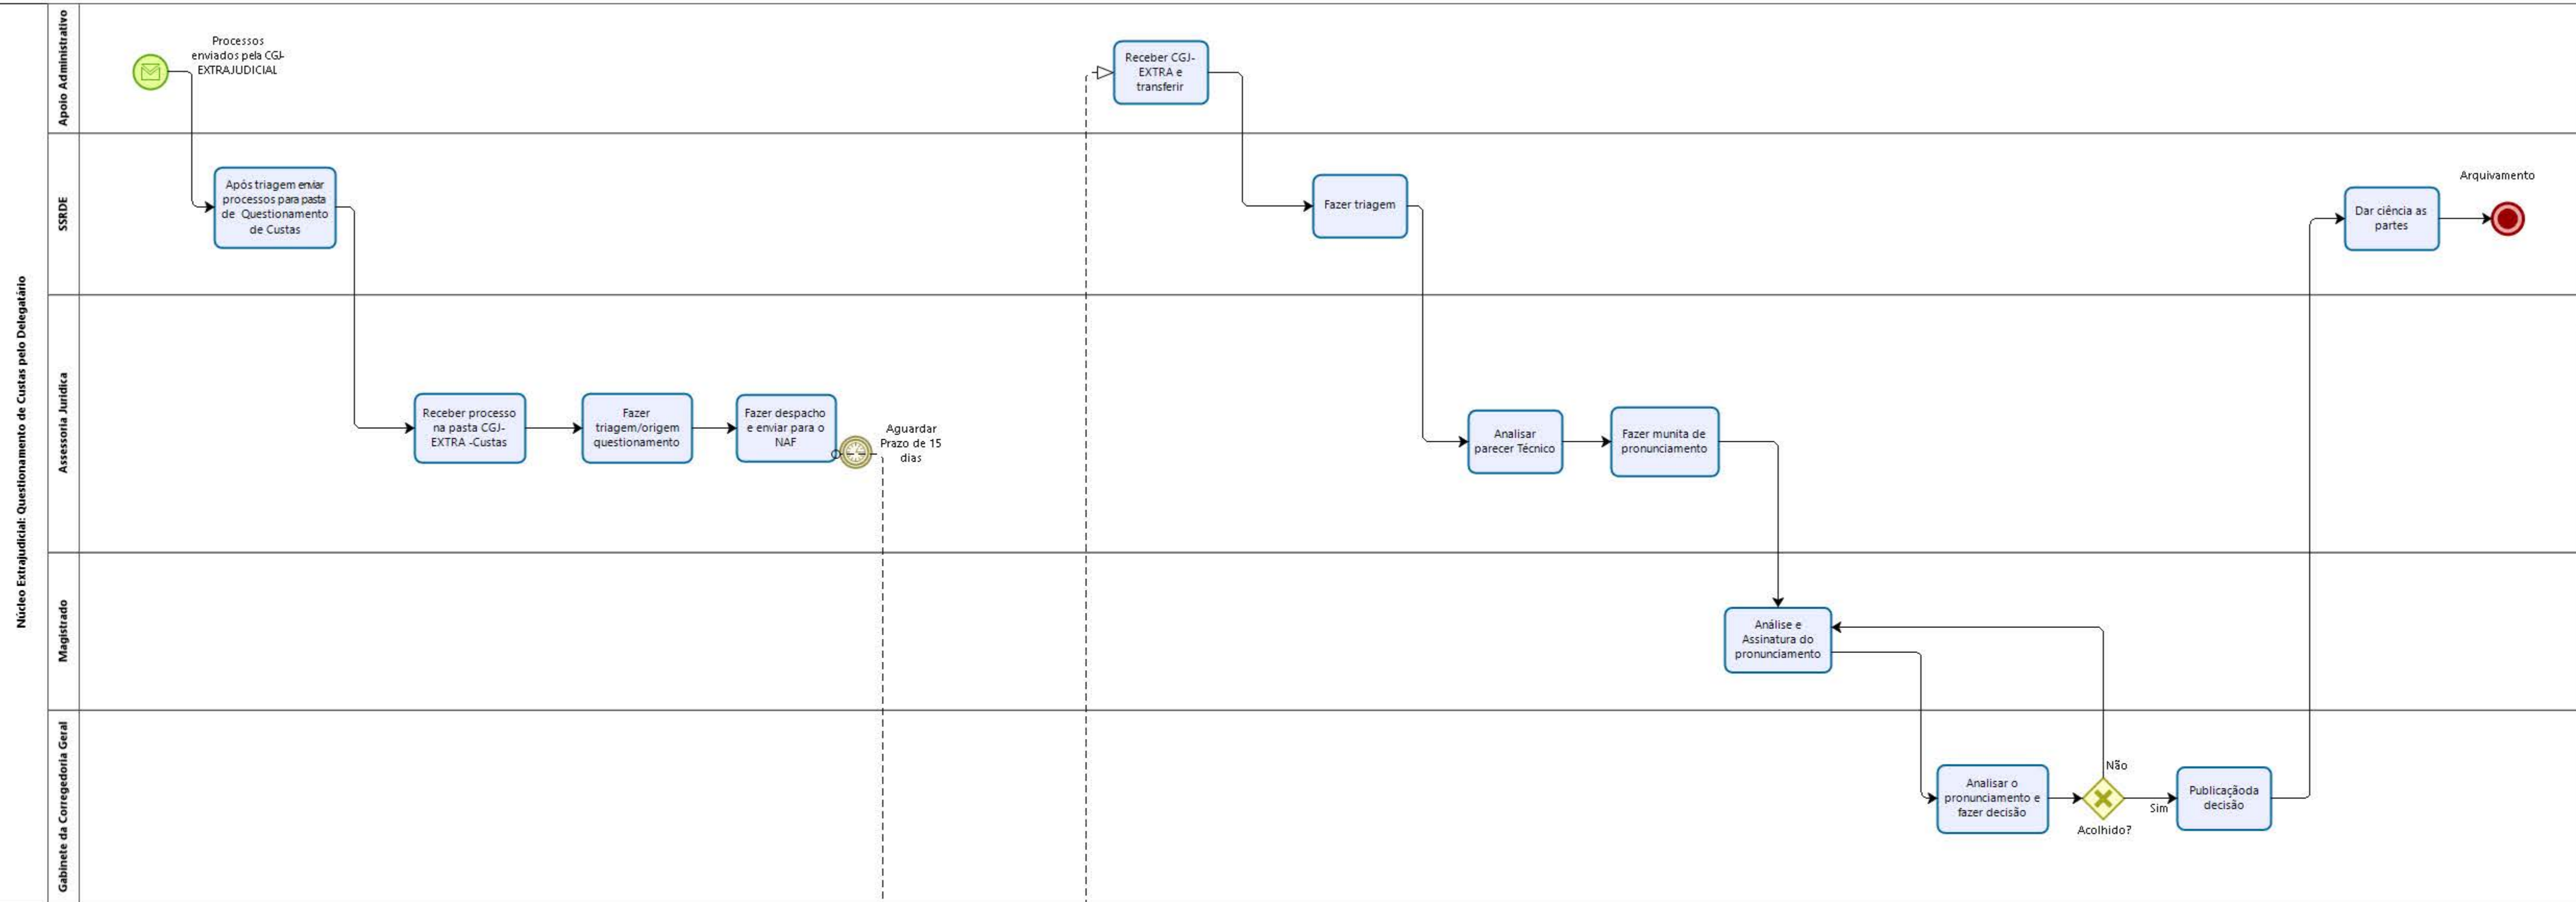 Núcleo Extrajudicial: Questionamento de Custas pelo Delegatário
Apoio Administrativo
Processos
enviados pela CGJ-
EXTRAJUDICIAL
Receber CGJ-
EXTRA e
transferir
SSRDE
Após triagem enviar
processos para pasta
de Questionamento
de Custas
Fazer triagem
Dar ciência as
partes
Arquivamento
Assessoria Juridica
Receber processo
na pasta CGJ-
EXTRA -Custas
Fazer
triagem/origem
questionamento
Fazer despacho
e enviar para o
NAF
Aguardar
Prazo de 15
dias
Analisar
parecer Técnico
Fazer munita de
pronunciamento
Magistrado
Análise e
Assinatura do
pronunciamento
Gabinete da Corregedoria Geral
Analisar o
pronunciamento e
fazer decisão
Não
Acolhido?
Sim
Publicaçãoda
decisão